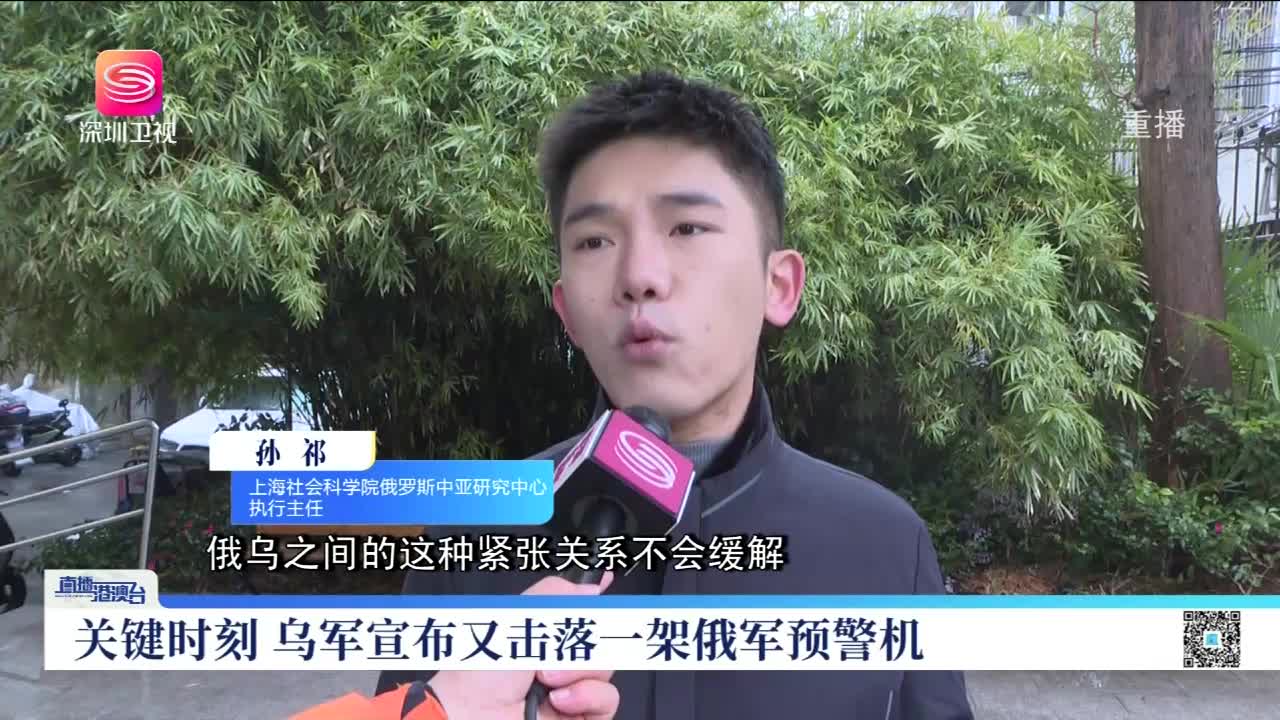 深圳卫视
重播
孙祁
上海社会科学院俄罗斯中亚研究中心
执行主任
俄乌之间的这种紧张关系不会缓解
直播港澳台
关键时刻 乌军宣布又击落一架俄军预警机